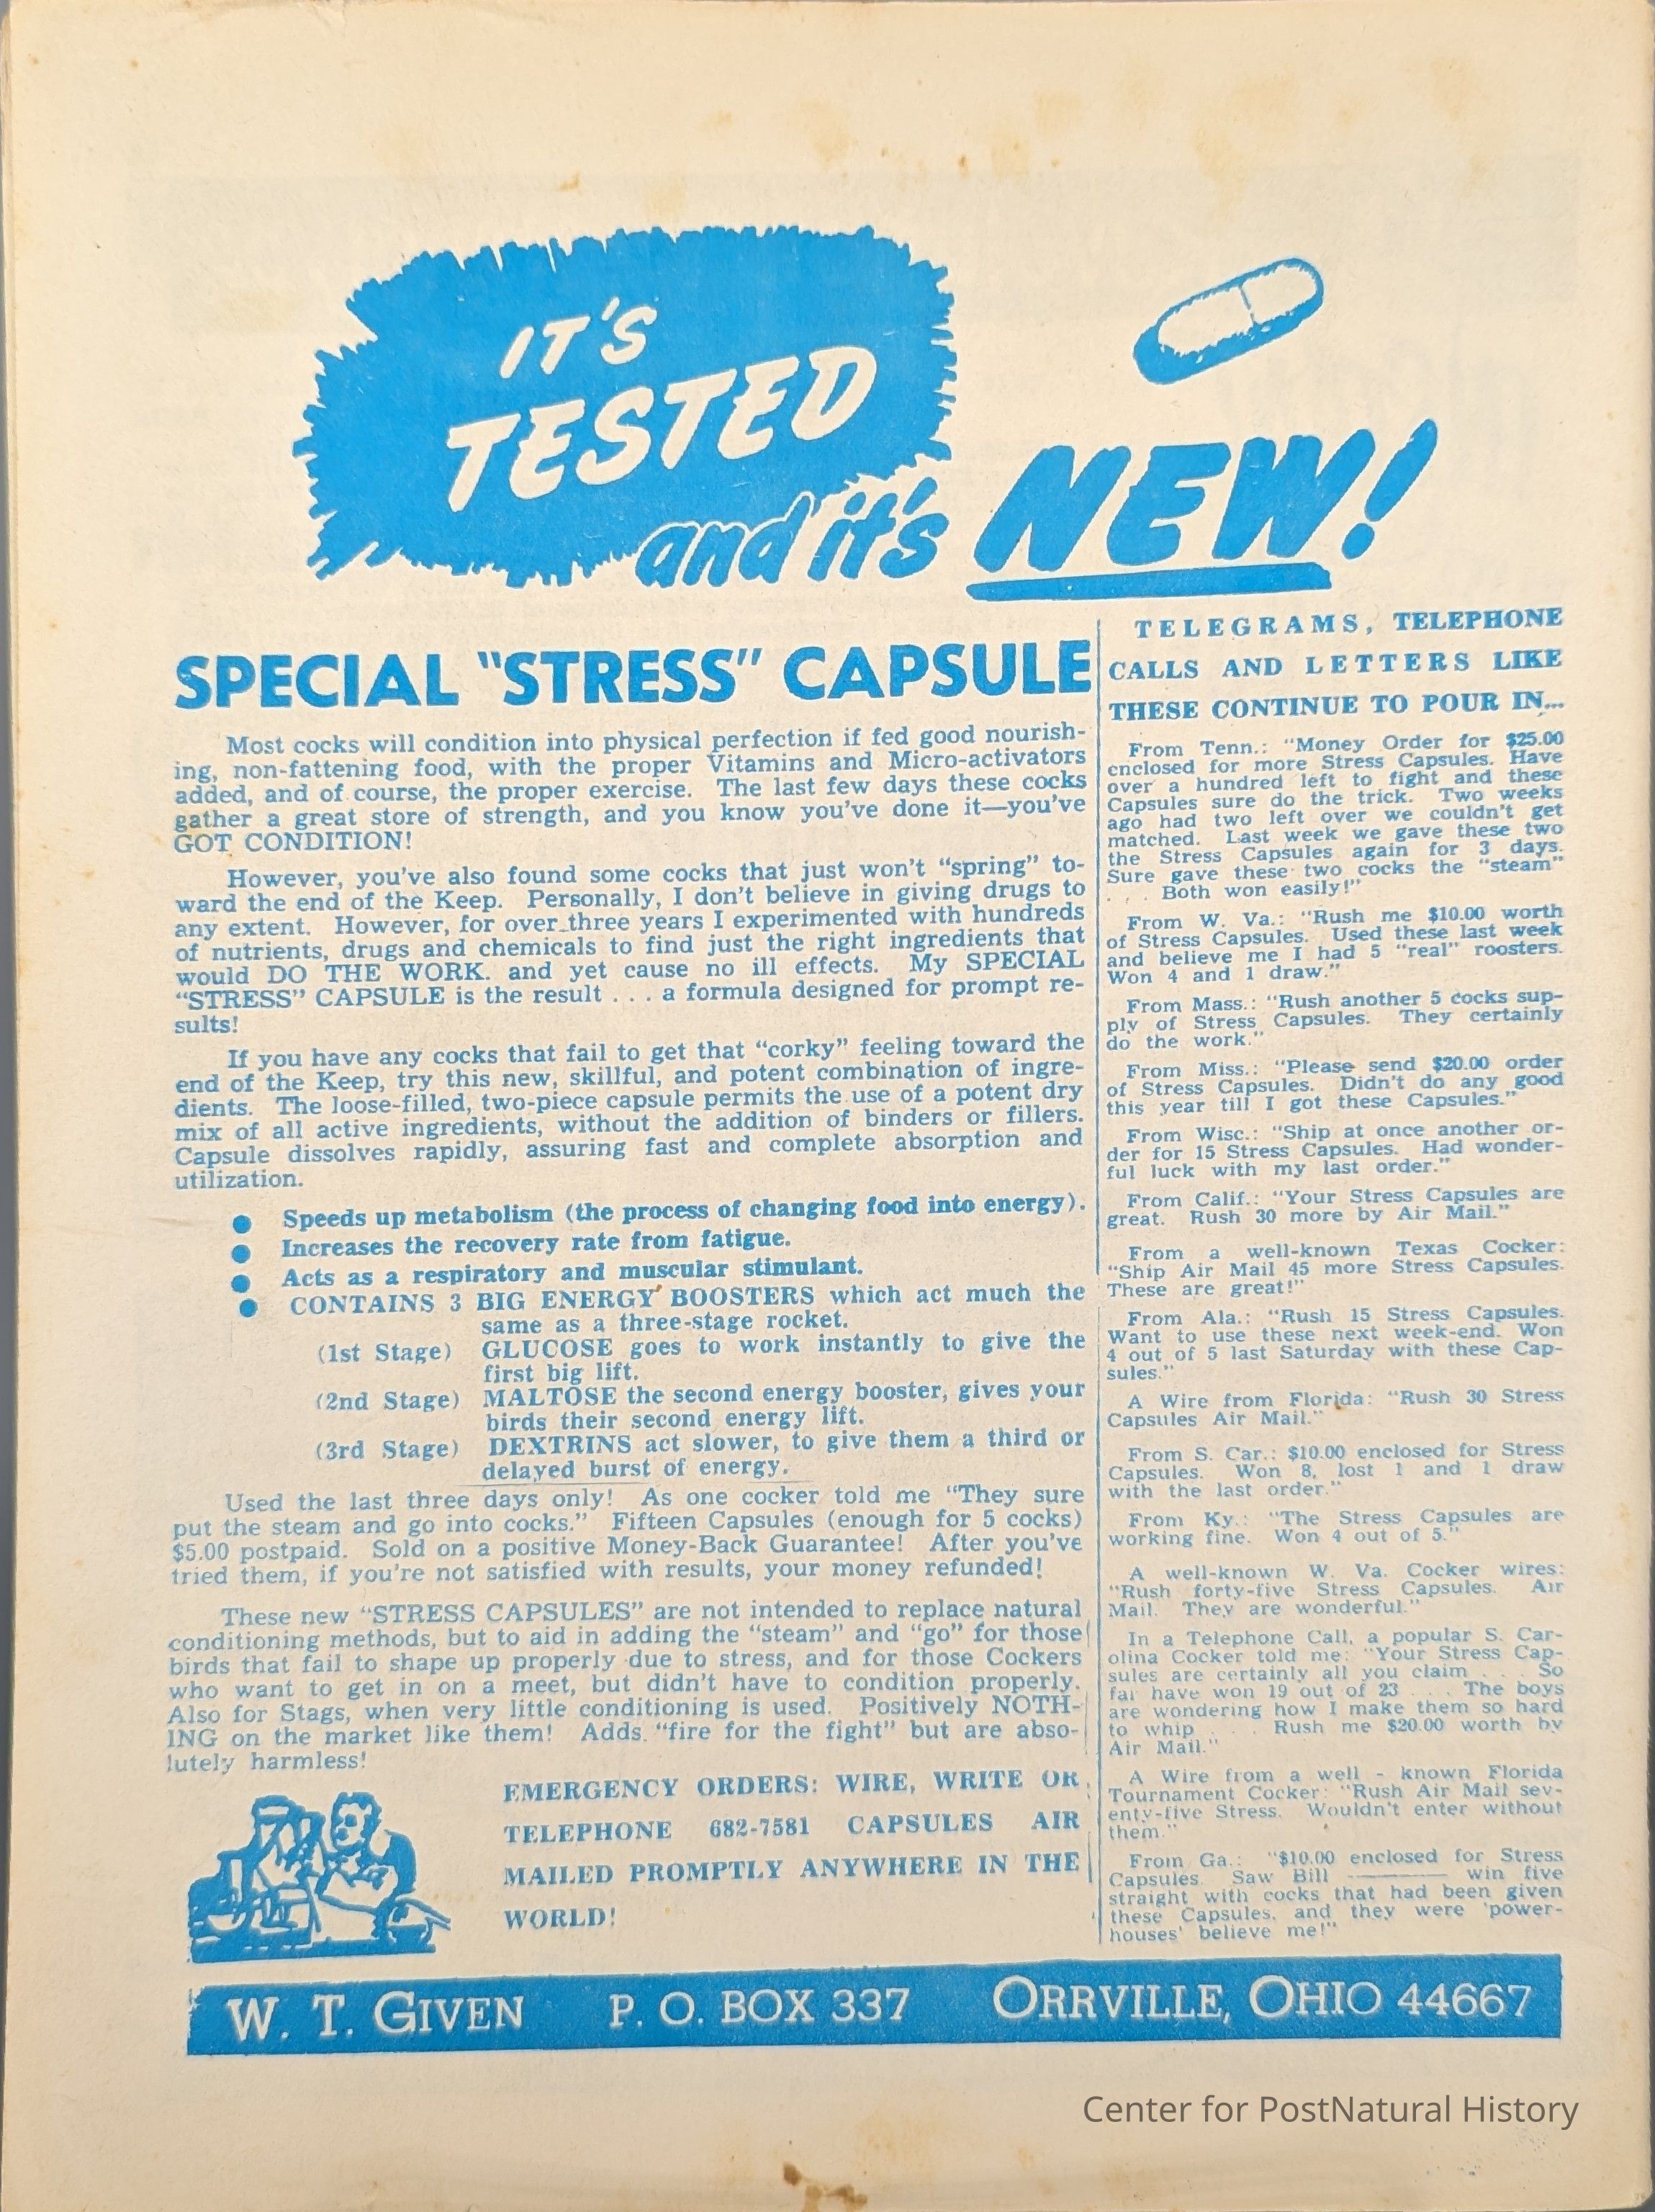 IT'S
TESTED
and it's NEW!
SPECIAL "STRESS" CAPSULE
Most cocks will condition into physical perfection if fed good nourish-
ing, non-fattening food, with the proper Vitamins and Micro-activators
added, and of course, the proper exercise. The last few days these cocks
gather a great store of strength, and you know you've done it—you've
GOT CONDITION!
However, you've also found some cocks that just won't "spring" to-
ward the end of the Keep. Personally, I don't believe in giving drugs to
any extent. However, for over three years I experimented with hundreds
of nutrients, drugs and chemicals to find just the right ingredients that
would DO THE WORK. and yet cause no ill effects. My SPECIAL
"STRESS" CAPSULE is the result . . . a formula designed for prompt re-
sults!
If you have any cocks that fail to get that "corky" feeling toward the
end of the Keep, try this new, skillful, and potent combination of ingre-
dients. The loose-filled, two-piece capsule permits the use of a potent dry
mix of all active ingredients, without the addition of binders or fillers.
Capsule dissolves rapidly, assuring fast and complete absorption and
utilization.
● Speeds up metabolism (the process of changing food into energy).
● Increases the recovery rate from fatigue.
● Acts as a respiratory and muscular stimulant.
● CONTAINS 3 BIG ENERGY BOOSTERS which act much the
same as a three-stage rocket.
(1st Stage) GLUCOSE goes to work instantly to give the
first big lift.
(2nd Stage) MALTOSE the second energy booster, gives your
birds their second energy lift.
(3rd Stage) DEXTRINS act slower, to give them a third or
delayed burst of energy.
Used the last three days only! As one cocker told me "They sure
put the steam and go into cocks." Fifteen Capsules (enough for 5 cocks)
$5.00 postpaid. Sold on a positive Money-Back Guarantee! After you've
tried them, if you're not satisfied with results, your money refunded!
These new "STRESS CAPSULES" are not intended to replace natural
conditioning methods, but to aid in adding the "steam" and "go" for those
birds that fail to shape up properly due to stress, and for those Cockers
who want to get in on a meet, but didn't have to condition properly.
Also for Stags, when very little conditioning is used. Positively NOTH-
ING on the market like them! Adds "fire for the fight" but are abso-
lutely harmless!
EMERGENCY ORDERS: WIRE, WRITE OR
TELEPHONE 682-7581 CAPSULES AIR
MAILED PROMPTLY ANYWHERE IN THE
WORLD!
TELEGRAMS, TELEPHONE
CALLS AND LETTERS LIKE
THESE CONTINUE TO POUR IN...
From Tenn.: "Money Order for $25.00
enclosed for more Stress Capsules. Have
over a hundred left to fight and these
Capsules sure do the trick. Two weeks
ago had two left over we couldn't get
matched. Last week we gave these two
the Stress Capsules again for 3 days.
Sure gave these two cocks the "steam"
. . . Both won easily!"
From W. Va.: "Rush me $10.00 worth
of Stress Capsules. Used these last week
and believe me I had 5 "real" roosters.
Won 4 and 1 draw."
From Mass.: "Rush another 5 cocks sup-
ply of Stress Capsules. They certainly
do the work."
From Miss.: "Please send $20.00 order
of Stress Capsules. Didn't do any good
this year till I got these Capsules."
From Wisc.: "Ship at once another or-
der for 15 Stress Capsules. Had wonder-
ful luck with my last order."
From Calif.: "Your Stress Capsules are
great. Rush 30 more by Air Mail."
From a well-known Texas Cocker:
"Ship Air Mail 45 more Stress Capsules.
These are great!"
From Ala.: "Rush 15 Stress Capsules.
Want to use these next week-end. Won
4 out of 5 last Saturday with these Cap-
sules."
A Wire from Florida: "Rush 30 Stress
Capsules Air Mail."
From S. Car.: $10.00 enclosed for Stress
Capsules. Won 8, lost 1 and 1 draw
with the last order."
From Ky.: "The Stress Capsules are
working fine. Won 4 out of 5."
A well-known W. Va. Cocker wires:
"Rush forty-five Stress Capsules. Air
Mail. They are wonderful."
In a Telephone Call, a popular S. Car-
olina Cocker told me: "Your Stress Cap-
sules are certainly all you claim . . . So
far have won 19 out of 23 . . . The boys
are wondering how I make them so hard
to whip . . . Rush me $20.00 worth by
Air Mail."
A Wire from a well - known Florida
Tournament Cocker: "Rush Air Mail sev-
enty-five Stress. Wouldn't enter without
them."
From Ga.: "$10.00 enclosed for Stress
Capsules. Saw Bill ———— win five
straight with cocks that had been given
these Capsules, and they were 'power-
houses' believe me!"
W. T. GIVEN P. O. BOX 337 ORRVILLE, OHIO 44667
Center for PostNatural History